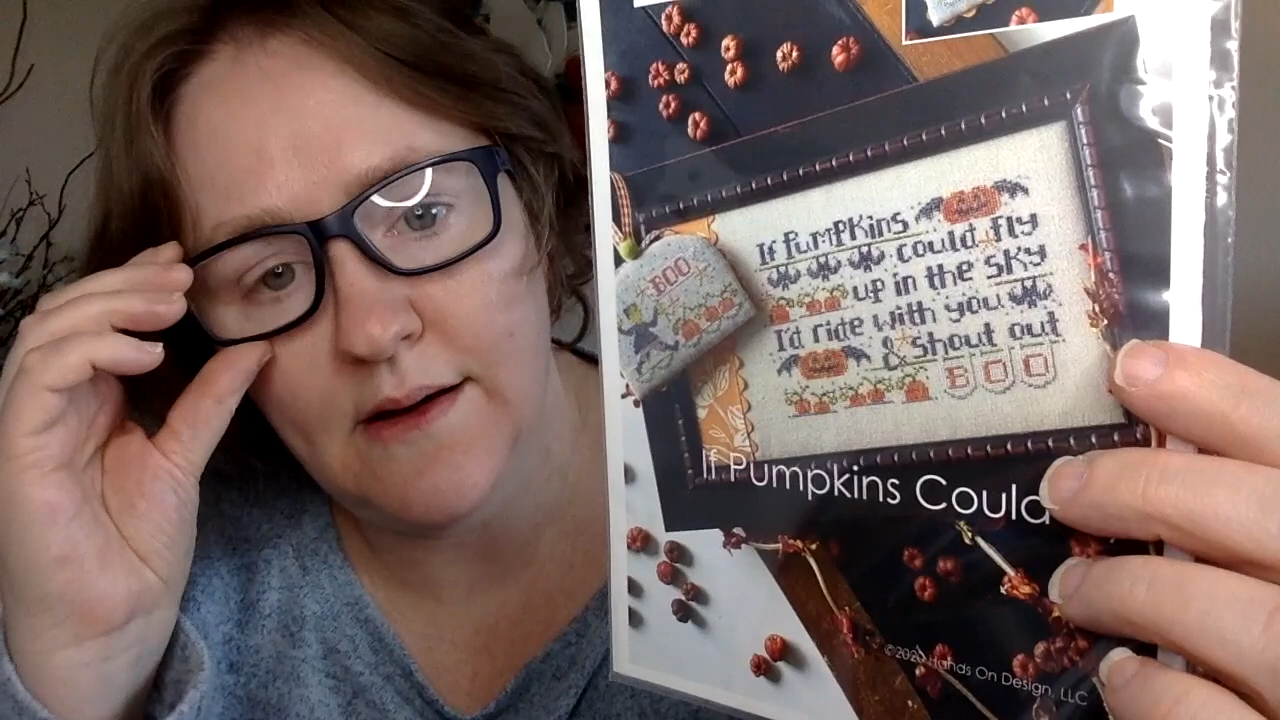 If PumPKins
could fly
up in the sky
I'd ride with you
& shout out
BOO
BOO
If Pumpkins Could
©2020 Hands On Design, LLC